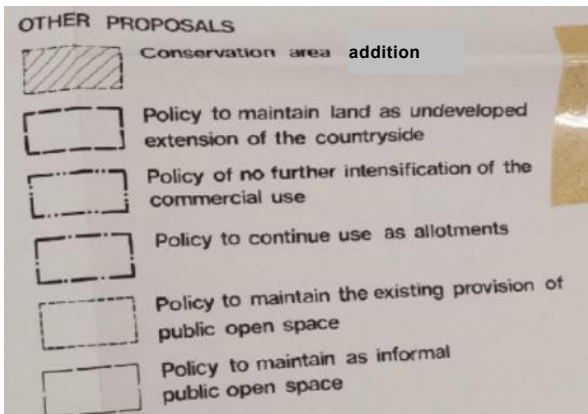 OTHER PROPOSALS
Conservation area addition
Policy to maintain land as undeveloped
extension of the countryside
Policy of no further intensification of the
commercial use
Policy to continue use as allotments
Policy to maintain the existing provision of
public open space
Policy to maintain as informal
public open space